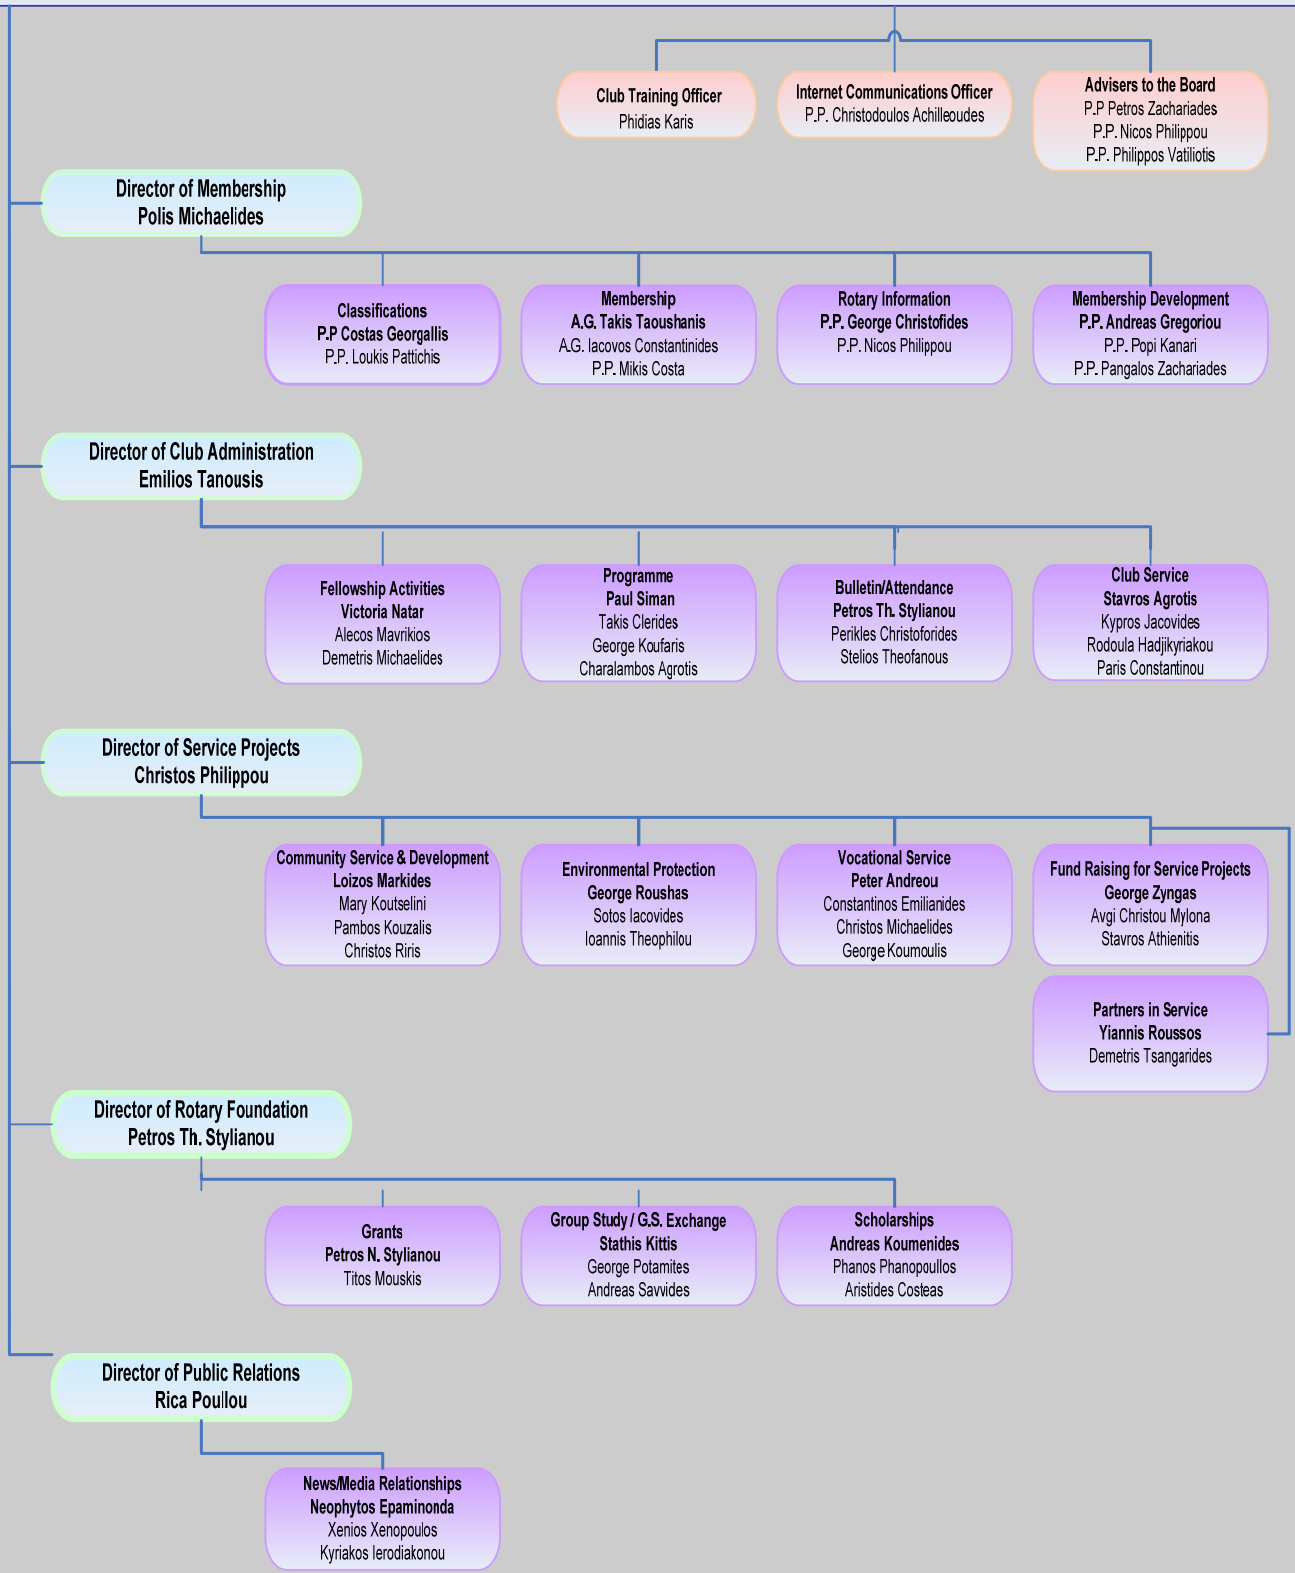 Club Training Officer
Phidias Karis
Internet Communications Officer
P.P. Christodoulos Achilleoudes
Advisers to the Board
P.P Petros Zachariades
P.P. Nicos Philippou
P.P. Philippos Vatiliotis
Director of Membership
Polis Michaelides
Classifications
P.P Costas Georgallis
P.P. Loukis Pattichis
Membership
A.G. Takis Taoushanis
A.G. Iacovos Constantinides
P.P. Mikis Costa
Rotary Information
P.P. George Christofides
P.P. Nicos Philippou
Membership Development
P.P. Andreas Gregoriou
P.P. Popi Kanari
P.P. Pangalos Zachariades
Director of Club Administration
Emilios Tanousis
Fellowship Activities
Victoria Natar
Alecos Mavrikios
Demetris Michaelides
Programme
Paul Siman
Takis Clerides
George Koufaris
Charalambos Agrotis
Bulletin/Attendance
Petros Th. Stylianou
Perikles Christoforides
Stelios Theofanous
Club Service
Stavros Agrotis
Kypros Jacovides
Rodoula Hadjikyriakou
Paris Constantinou
Director of Service Projects
Christos Philippou
Community Service & Development
Loizos Markides
Mary Koutselini
Pambos Kouzalis
Christos Riris
Environmental Protection
George Roushas
Sotos Iacovides
Ioannis Theophilou
Vocational Service
Peter Andreou
Constantinos Emilianides
Christos Michaelides
George Koumoulis
Fund Raising for Service Projects
George Zyngas
Avgi Christou Mylona
Stavros Athienitis
Partners in Service
Yiannis Roussos
Demetris Tsangarides
Director of Rotary Foundation
Petros Th. Stylianou
Grants
Petros N. Stylianou
Titos Mouskis
Group Study / G.S. Exchange
Stathis Kittis
George Potamites
Andreas Savvides
Scholarships
Andreas Koumenides
Phanos Phanopoullos
Aristides Costeas
Director of Public Relations
Rica Poullou
News/Media Relationships
Neophytos Epaminonda
Xenios Xenopoulos
Kyriakos Ierodiakonou